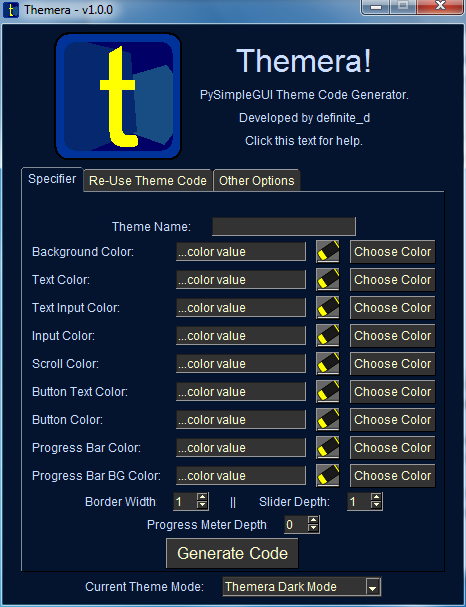 Themera - v1.0.0
t
Themera!
PySimpleGUI Theme Code Generator.
Developed by definite_d
Click this text for help.
Specifier Re-Use Theme Code Other Options
Theme Name:
Background Color: ...color value Choose Color
Text Color: ...color value Choose Color
Text Input Color: ...color value Choose Color
Input Color: ...color value Choose Color
Scroll Color: ...color value Choose Color
Button Text Color: ...color value Choose Color
Button Color: ...color value Choose Color
Progress Bar Color: ...color value Choose Color
Progress Bar BG Color: ...color value Choose Color
Border Width 1 || Slider Depth: 1
Progress Meter Depth 0
Generate Code
Current Theme Mode: Themera Dark Mode